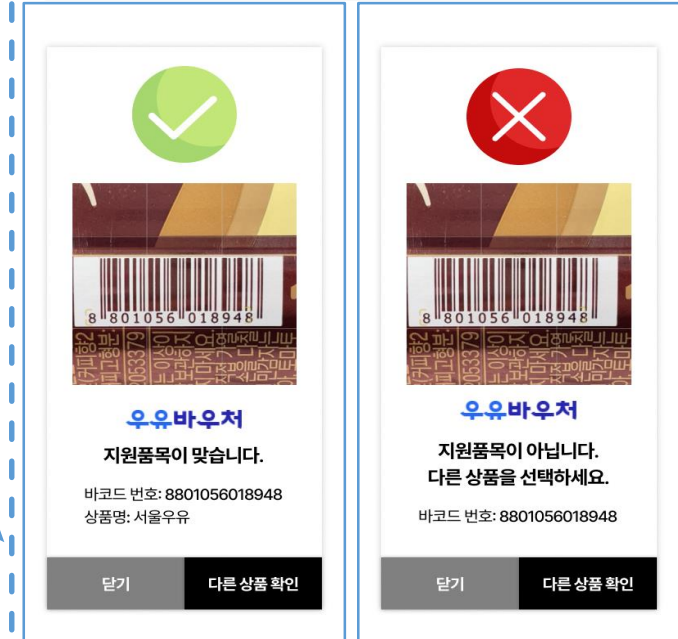 8 801056 018948
우유바우처
지원품목이 맞습니다.
바코드 번호: 8801056018948
상품명: 서울우유
닫기
다른 상품 확인
8 801056 018948
우유바우처
지원품목이 아닙니다.
다른 상품을 선택하세요.
바코드 번호: 8801056018948
닫기
다른 상품 확인